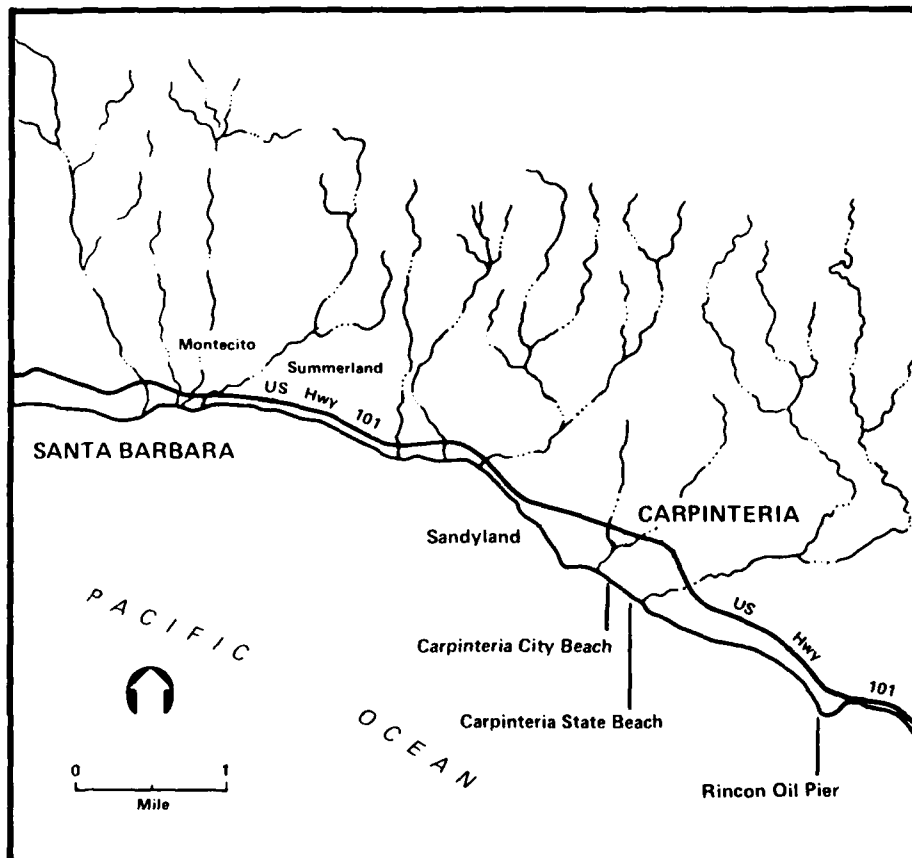 Montecito
Summerland
US Hwy 101
SANTA BARBARA
CARPINTERIA
Sandyland
PACIFIC
OCEAN
US Hwy 101
Carpinteria City Beach
Carpinteria State Beach
Rincon Oil Pier
0 1
Mile